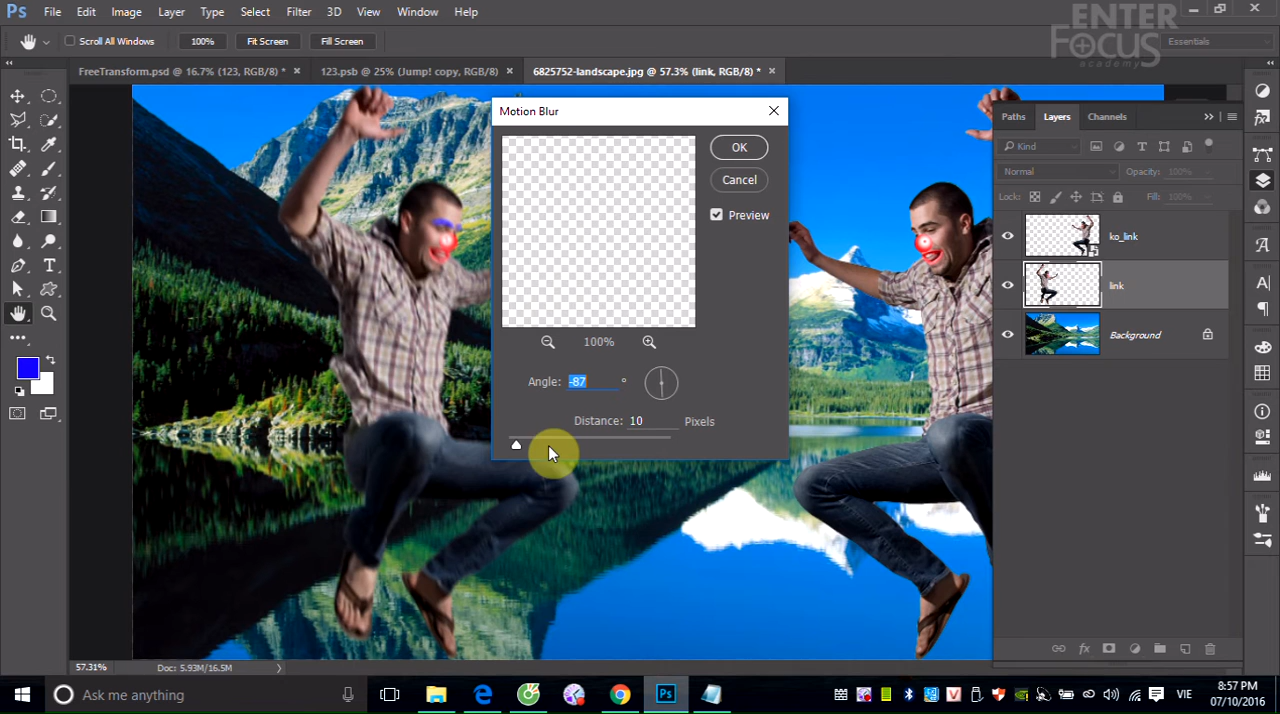 Ps File Edit Image Layer Type Select Filter 3D View Window Help
ENTER
FOCUS
academy
Scroll All Windows 100% Fit Screen Fill Screen Essentials
FreeTransform.psd @ 16.7% (123, RGB/8) * × 123.psb @ 25% (Jump! copy, RGB/8) × 6825752-landscape.jpg @ 57.3% (link, RGB/8) * ×
Motion Blur
OK
Cancel
Preview
100%
Angle: -87 °
Distance: 10 Pixels
Paths Layers Channels
Kind
Normal Opacity: 100%
Lock: Fill: 100%
ko_link
link
Background
57.31% Doc: 5.93M/16.5M
Ask me anything
Ps
VIE
8:57 PM
07/10/2016